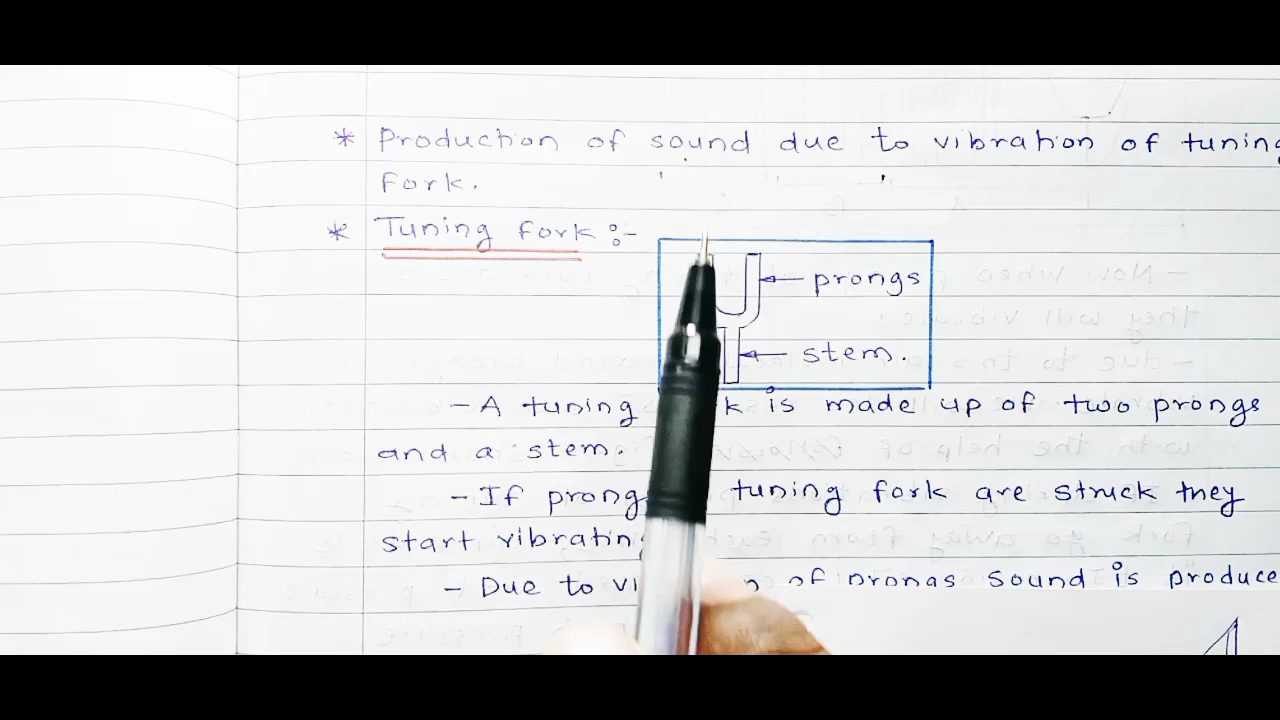 * Production of sound due to vibration of tuning
fork.
* Tuning fork :-
prongs
stem.
- A tuning k is made up of two prongs
and a stem.
- If prong tuning fork are struck they
start vibratin
- Due to vi n of prongs sound is produce